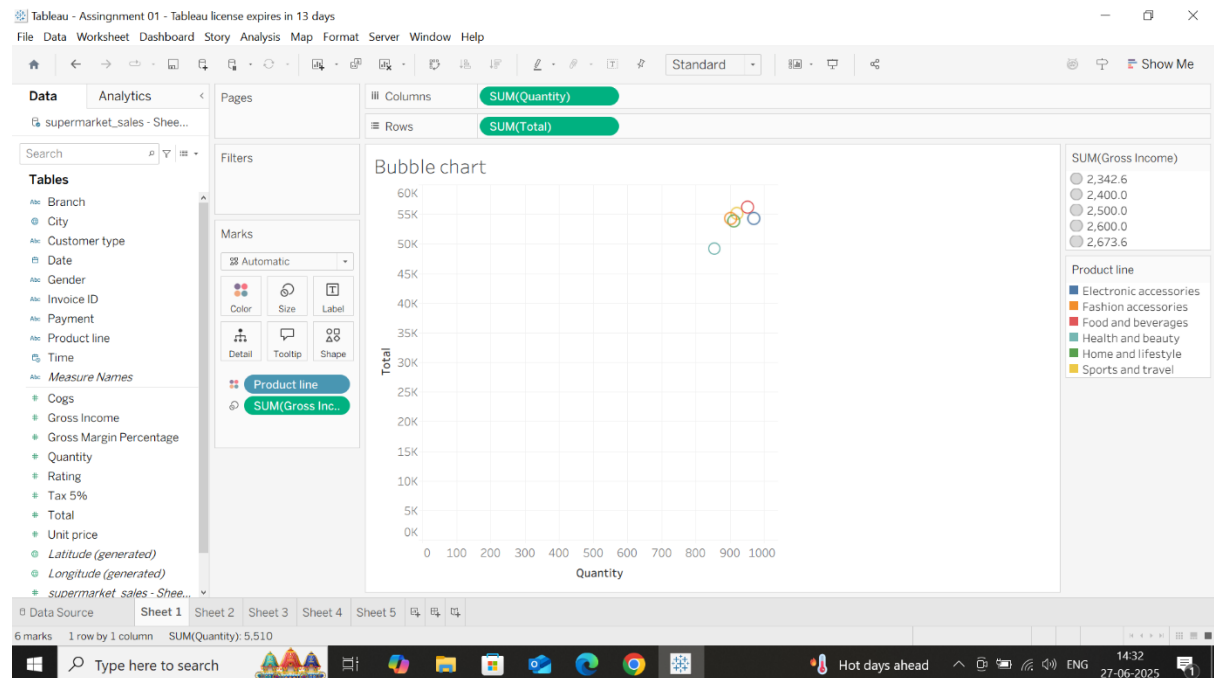 Tableau - Assingnment 01 - Tableau license expires in 13 days
File Data Worksheet Dashboard Story Analysis Map Format Server Window Help
Standard
Show Me
Data Analytics
supermarket_sales - Shee...
Search
Tables
Abc Branch
City
Abc Customer type
Date
Abc Gender
Abc Invoice ID
Abc Payment
Abc Product line
Time
Abc Measure Names
# Cogs
# Gross Income
# Gross Margin Percentage
# Quantity
# Rating
# Tax 5%
# Total
# Unit price
Latitude (generated)
Longitude (generated)
# supermarket_sales - Shee...
Pages
Filters
Marks
Automatic
Color Size Label
Detail Tooltip Shape
Product line
SUM(Gross Inc..
Columns SUM(Quantity)
Rows SUM(Total)
Bubble chart
60K
55K
50K
45K
40K
35K
30K
25K
20K
15K
10K
5K
0K
Total
0 100 200 300 400 500 600 700 800 900 1000
Quantity
SUM(Gross Income)
2,342.6
2,400.0
2,500.0
2,600.0
2,673.6
Product line
Electronic accessories
Fashion accessories
Food and beverages
Health and beauty
Home and lifestyle
Sports and travel
Data Source Sheet 1 Sheet 2 Sheet 3 Sheet 4 Sheet 5
6 marks 1 row by 1 column SUM(Quantity): 5,510
Type here to search
Hot days ahead
ENG
14:32
27-06-2025
1